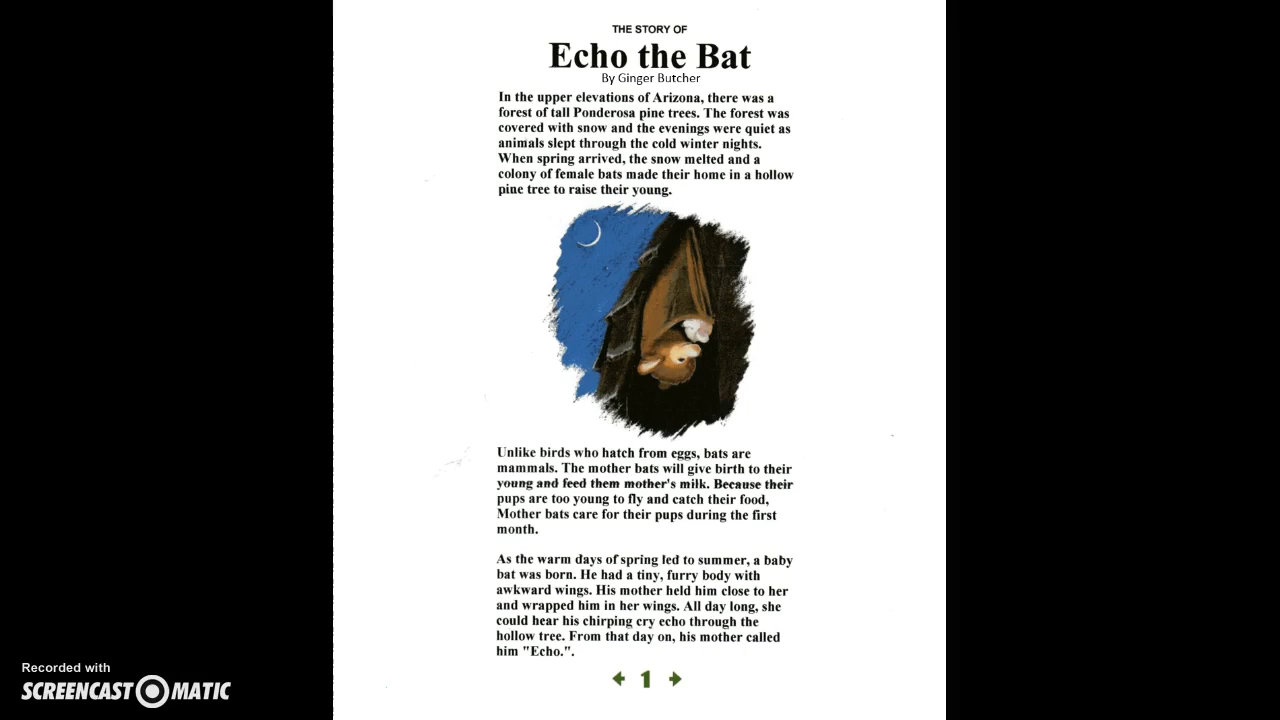 THE STORY OF
Echo the Bat
By Ginger Butcher
In the upper elevations of Arizona, there was a
forest of tall Ponderosa pine trees. The forest was
covered with snow and the evenings were quiet as
animals slept through the cold winter nights.
When spring arrived, the snow melted and a
colony of female bats made their home in a hollow
pine tree to raise their young.
Unlike birds who hatch from eggs, bats are
mammals. The mother bats will give birth to their
young and feed them mother's milk. Because their
pups are too young to fly and catch their food,
Mother bats care for their pups during the first
month.
As the warm days of spring led to summer, a baby
bat was born. He had a tiny, furry body with
awkward wings. His mother held him close to her
and wrapped him in her wings. All day long, she
could hear his chirping cry echo through the
hollow tree. From that day on, his mother called
him "Echo.".
1
Recorded with
SCREENCAST-O-MATIC